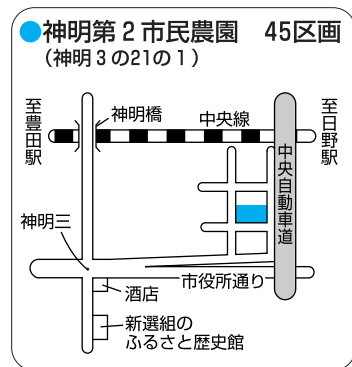 ●神明第2市民農園　45区画
(神明3の21の1)
至豊田駅
神明橋
中央線
至日野駅
中央自動車道
神明三
市役所通り
酒店
新選組の
ふるさと歴史館